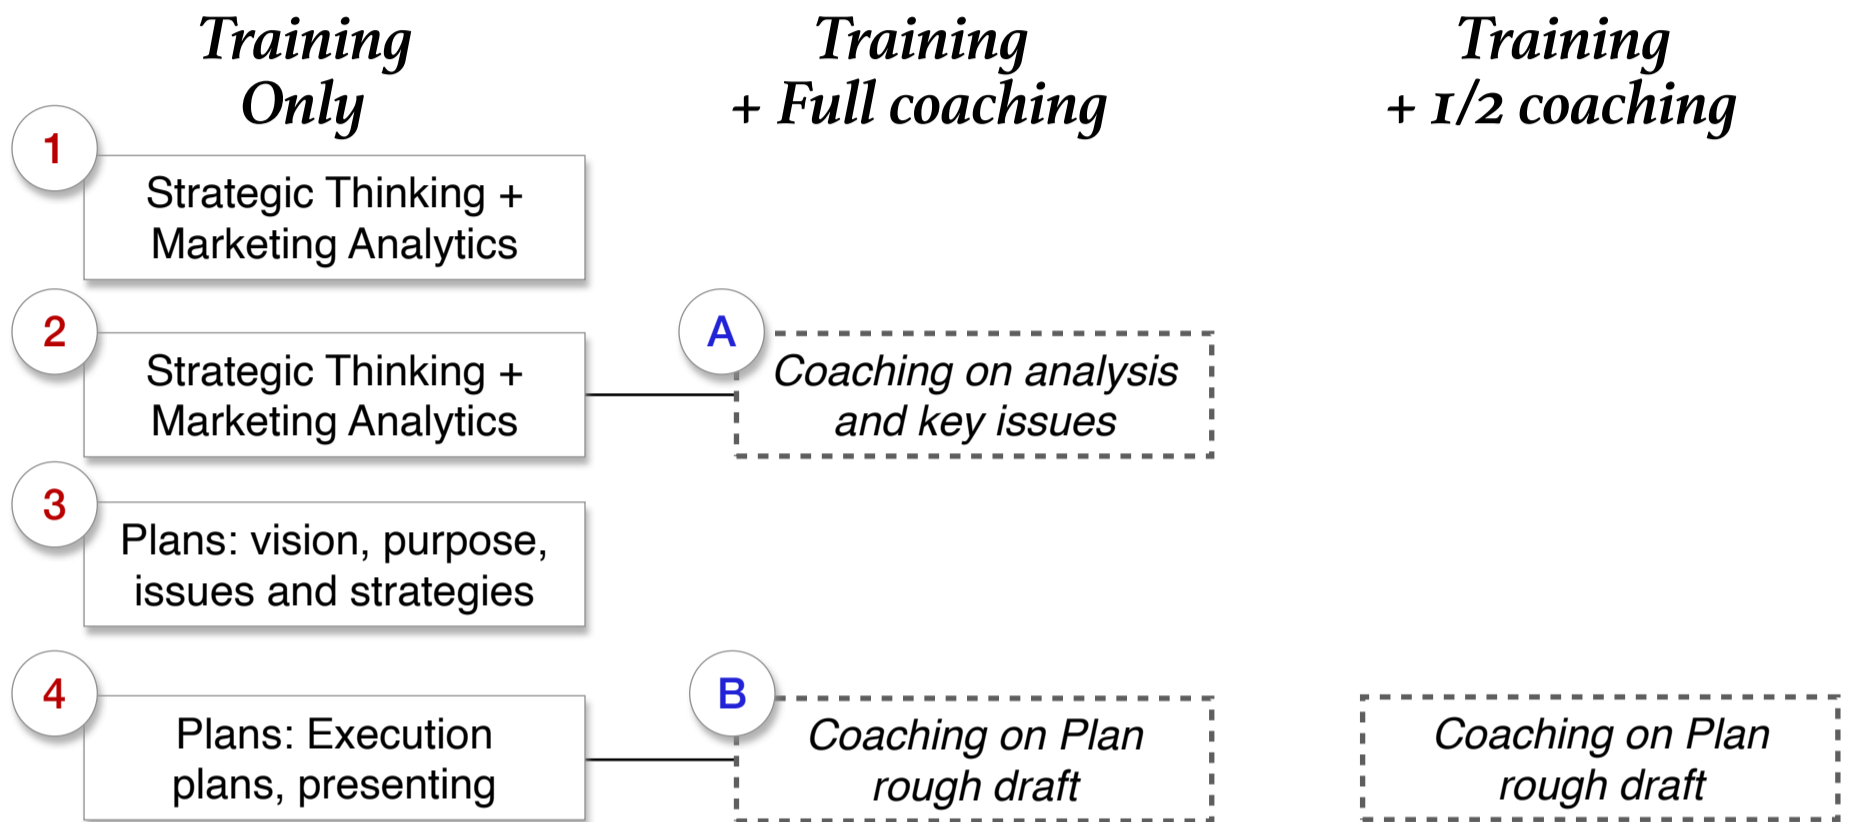 Training
Only
Training
+ Full coaching
Training
+ 1/2 coaching
1
Strategic Thinking +
Marketing Analytics
2
Strategic Thinking +
Marketing Analytics
A
Coaching on analysis
and key issues
3
Plans: vision, purpose,
issues and strategies
4
Plans: Execution
plans, presenting
B
Coaching on Plan
rough draft
Coaching on Plan
rough draft